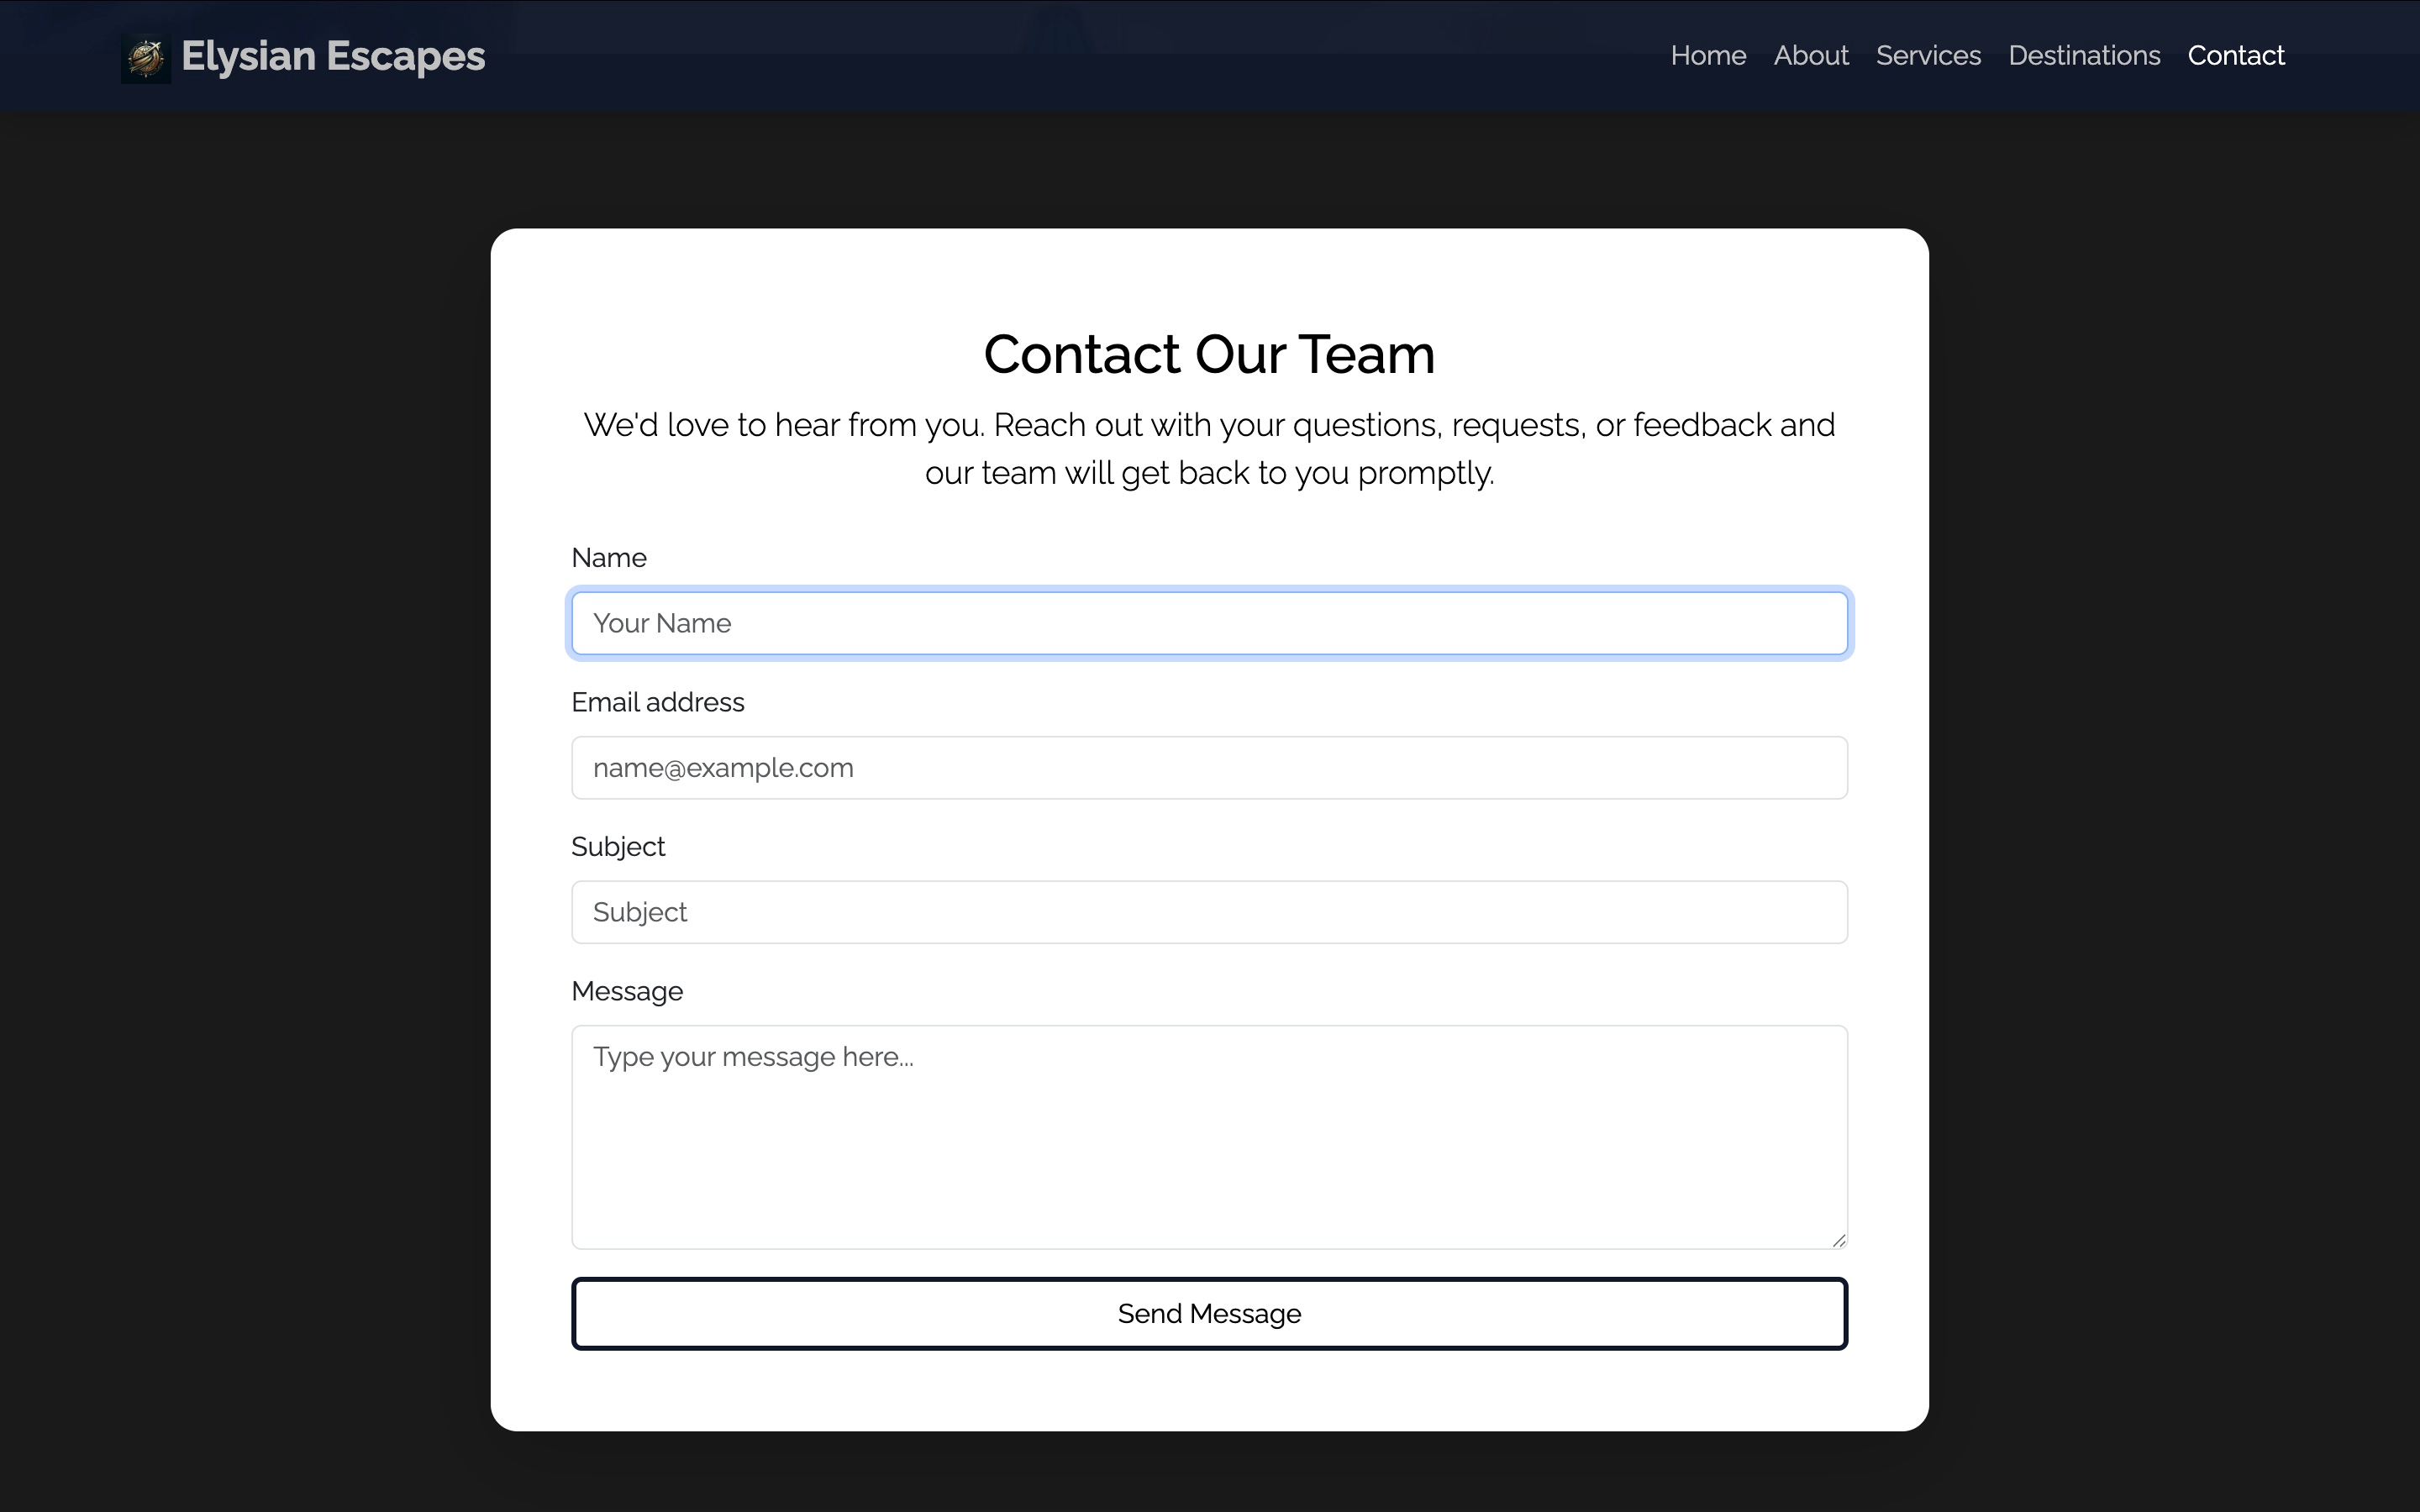 Elysian Escapes
Home About Services Destinations Contact
Contact Our Team
We'd love to hear from you. Reach out with your questions, requests, or feedback and
our team will get back to you promptly.
Name
Your Name
Email address
name@example.com
Subject
Subject
Message
Type your message here...
Send Message